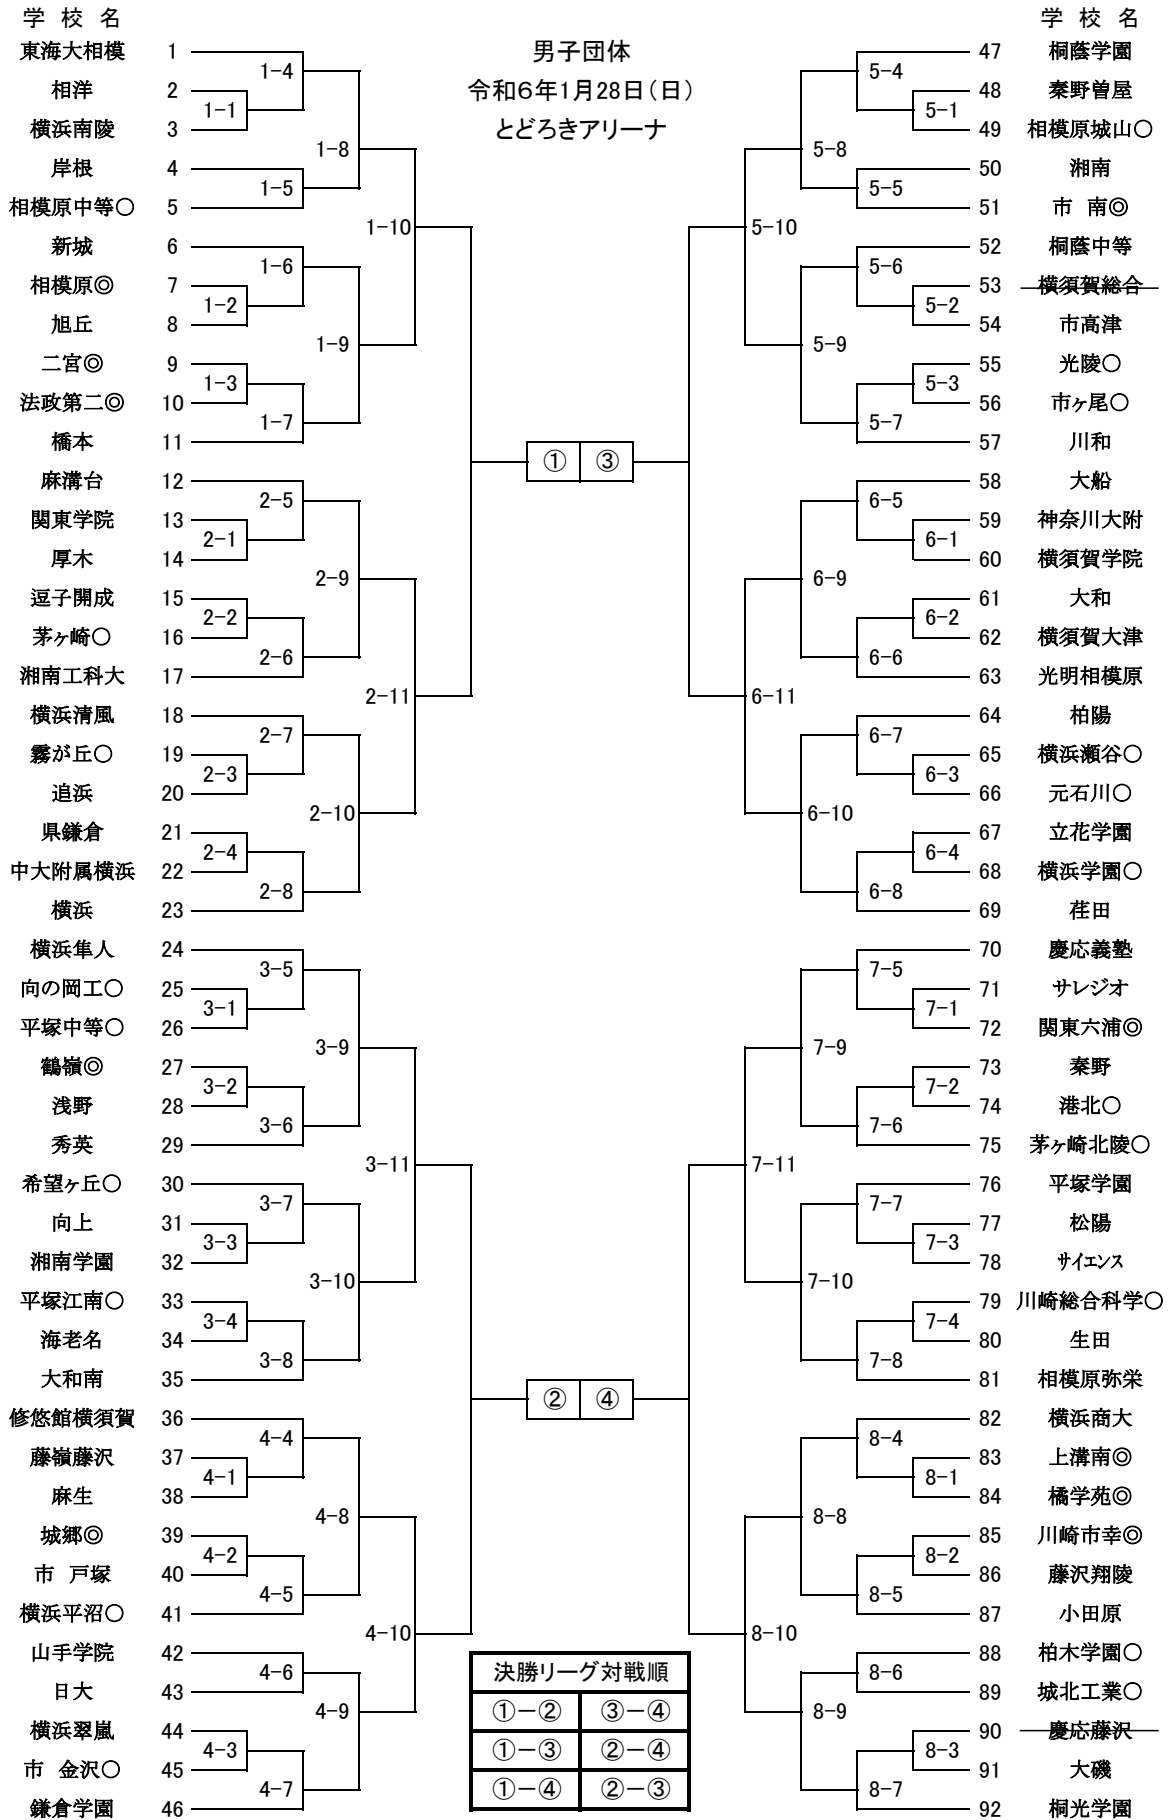 学 校 名
東海大相模 1
相洋 2
横浜南陵 3
岸根 4
相模原中等〇 5
新城 6
相模原◎ 7
旭丘 8
二宮◎ 9
法政第二◎ 10
橋本 11
麻溝台 12
関東学院 13
厚木 14
逗子開成 15
茅ヶ崎〇 16
湘南工科大 17
横浜清風 18
霧が丘〇 19
追浜 20
県鎌倉 21
中大附属横浜 22
横浜 23
横浜隼人 24
向の岡工〇 25
平塚中等〇 26
鶴嶺◎ 27
浅野 28
秀英 29
希望ヶ丘〇 30
向上 31
湘南学園 32
平塚江南〇 33
海老名 34
大和南 35
修悠館横須賀 36
藤嶺藤沢 37
麻生 38
城郷◎ 39
市 戸塚 40
横浜平沼〇 41
山手学院 42
日大 43
横浜翠嵐 44
市 金沢〇 45
鎌倉学園 46
1-4
1-1
1-8
1-5
1-10
1-6
1-2
1-9
1-3
1-7
2-5
2-1
2-9
2-2
2-6
2-11
2-7
2-3
2-10
2-4
2-8
3-5
3-1
3-9
3-2
3-6
3-11
3-7
3-3
3-10
3-4
3-8
4-4
4-1
4-8
4-2
4-5
4-10
4-6
4-9
4-3
4-7
男子団体
令和6年1月28日(日)
とどろきアリーナ
① ③
② ④
決勝リーグ対戦順
①－② ③－④
①－③ ②－④
①－④ ②－③
5-4
5-1
5-8
5-5
5-10
5-6
5-2
5-9
5-3
5-7
6-5
6-1
6-9
6-2
6-6
6-11
6-7
6-3
6-10
6-4
6-8
7-5
7-1
7-9
7-2
7-6
7-11
7-7
7-3
7-10
7-4
7-8
8-4
8-1
8-8
8-2
8-5
8-10
8-6
8-9
8-3
8-7
学 校 名
47 桐蔭学園
48 秦野曽屋
49 相模原城山〇
50 湘南
51 市 南◎
52 桐蔭中等
53 横須賀総合
54 市高津
55 光陵〇
56 市ヶ尾〇
57 川和
58 大船
59 神奈川大附
60 横須賀学院
61 大和
62 横須賀大津
63 光明相模原
64 柏陽
65 横浜瀬谷〇
66 元石川〇
67 立花学園
68 横浜学園〇
69 荏田
70 慶応義塾
71 サレジオ
72 関東六浦◎
73 秦野
74 港北〇
75 茅ヶ崎北陵〇
76 平塚学園
77 松陽
78 サイエンス
79 川崎総合科学〇
80 生田
81 相模原弥栄
82 横浜商大
83 上溝南◎
84 橘学苑◎
85 川崎市幸◎
86 藤沢翔陵
87 小田原
88 柏木学園〇
89 城北工業〇
90 慶応藤沢
91 大磯
92 桐光学園